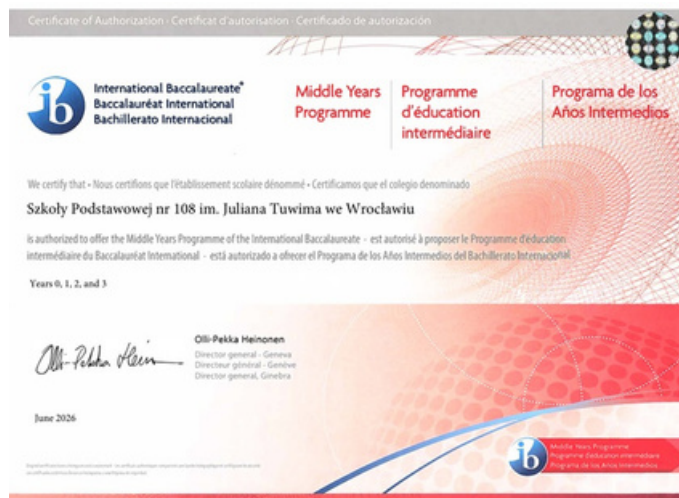 Certificate of Authorization · Certificat d'autorisation · Certificado de autorización
International Baccalaureate®
Baccalauréat International
Bachillerato Internacional
Middle Years
Programme
Programme
d'éducation
intermédiaire
Programa de los
Años Intermedios
We certify that • Nous certifions que l'établissement scolaire dénommé • Certificamos que el colegio denominado
Szkoły Podstawowej nr 108 im. Juliana Tuwima we Wrocławiu
is authorized to offer the Middle Years Programme of the International Baccalaureate - est autorisé à proposer le Programme d'éducation
intermédiaire du Baccalauréat International - está autorizado a ofrecer el Programa de los Años Intermedios del Bachillerato Internacional
Years 0, 1, 2, and 3
Olli-Pekka Hein
Olli-Pekka Heinonen
Director general - Geneva
Directeur général - Genève
Director general, Ginebra
June 2026
ib
Middle Years Programme
Programme d'éducation intermédiaire
Programa de los Años Intermedios